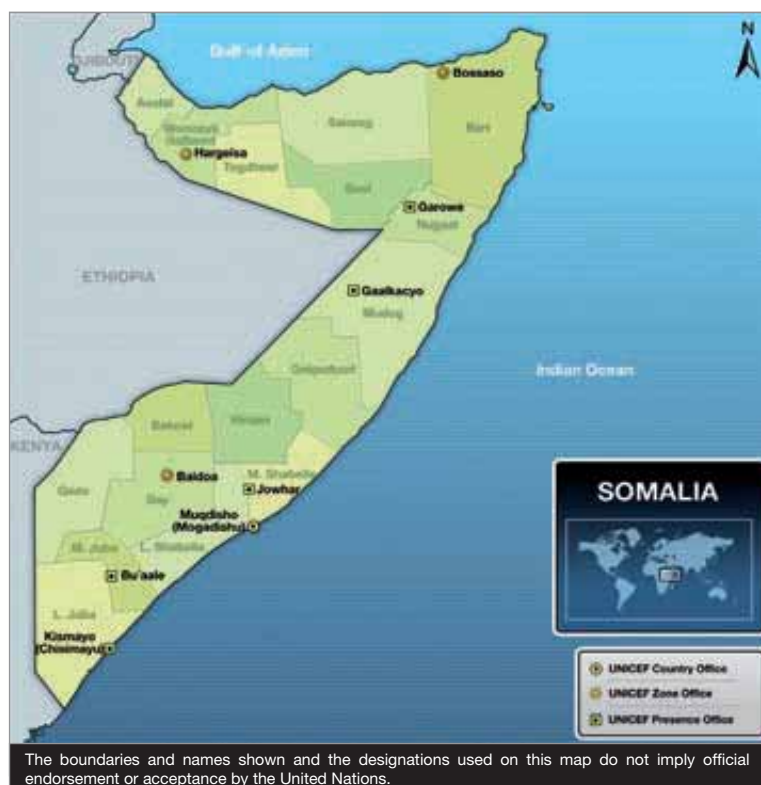 N
Gulf of Aden
DJIBOUTI
Bossaso
Awdal
Woqooyi
Galbeed
Sanaag
Bari
Hargeisa
Togdheer
Sool
Garowe
Nugaal
ETHIOPIA
Gaalkacyo
Mudug
Galgaduud
Indian Ocean
Bakool
Hiraan
KENYA
Baidoa
M. Shabelle
Gedo
Jowhar
Bay
Muqdisho
(Mogadishu)
M. Juba
L. Shabelle
Bu'aale
L. Juba
Kismayo
(Chisimayu)
SOMALIA
UNICEF Country Office
UNICEF Zone Office
UNICEF Presence Office
The boundaries and names shown and the designations used on this map do not imply official
endorsement or acceptance by the United Nations.